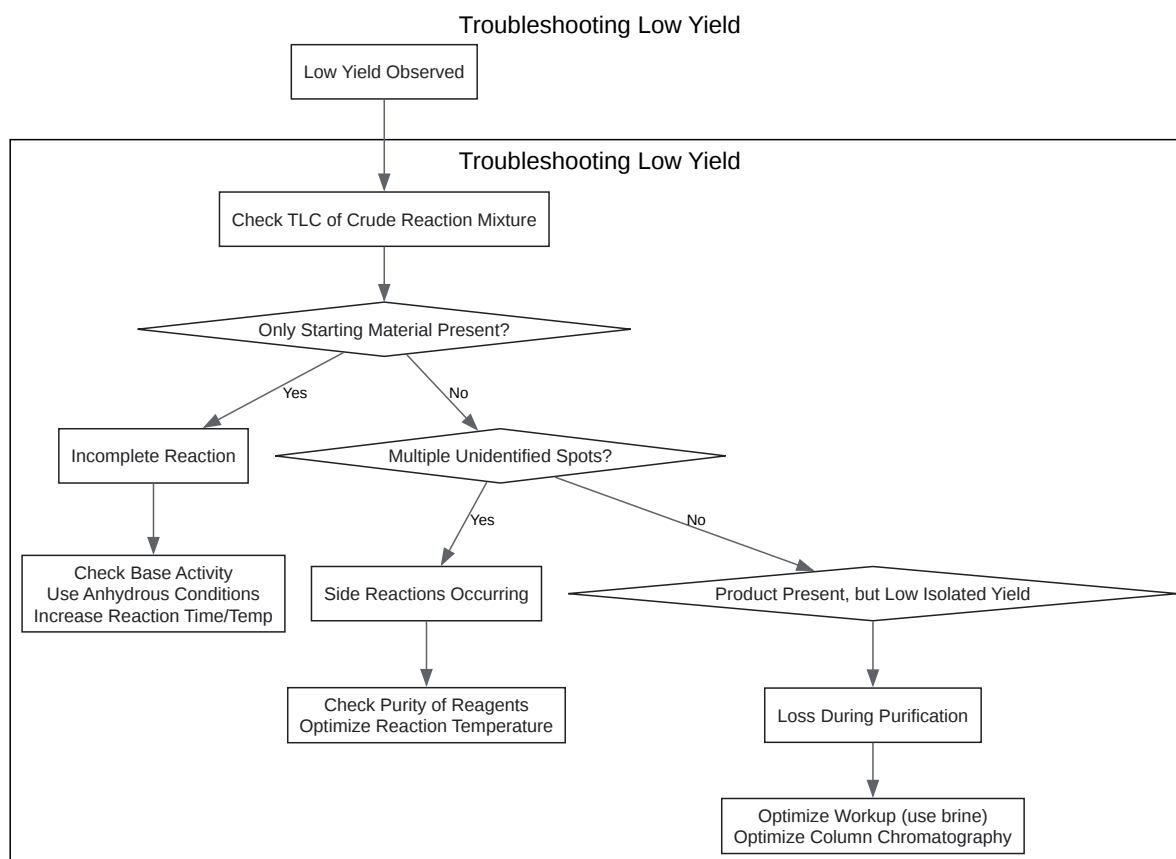 Troubleshooting Low Yield
Low Yield Observed
Troubleshooting Low Yield
Check TLC of Crude Reaction Mixture
Only Starting Material Present?
Yes
No
Incomplete Reaction
Multiple Unidentified Spots?
Yes
No
Check Base Activity
Use Anhydrous Conditions
Increase Reaction Time/Temp
Side Reactions Occurring
Product Present, but Low Isolated Yield
Check Purity of Reagents
Optimize Reaction Temperature
Loss During Purification
Optimize Workup (use brine)
Optimize Column Chromatography